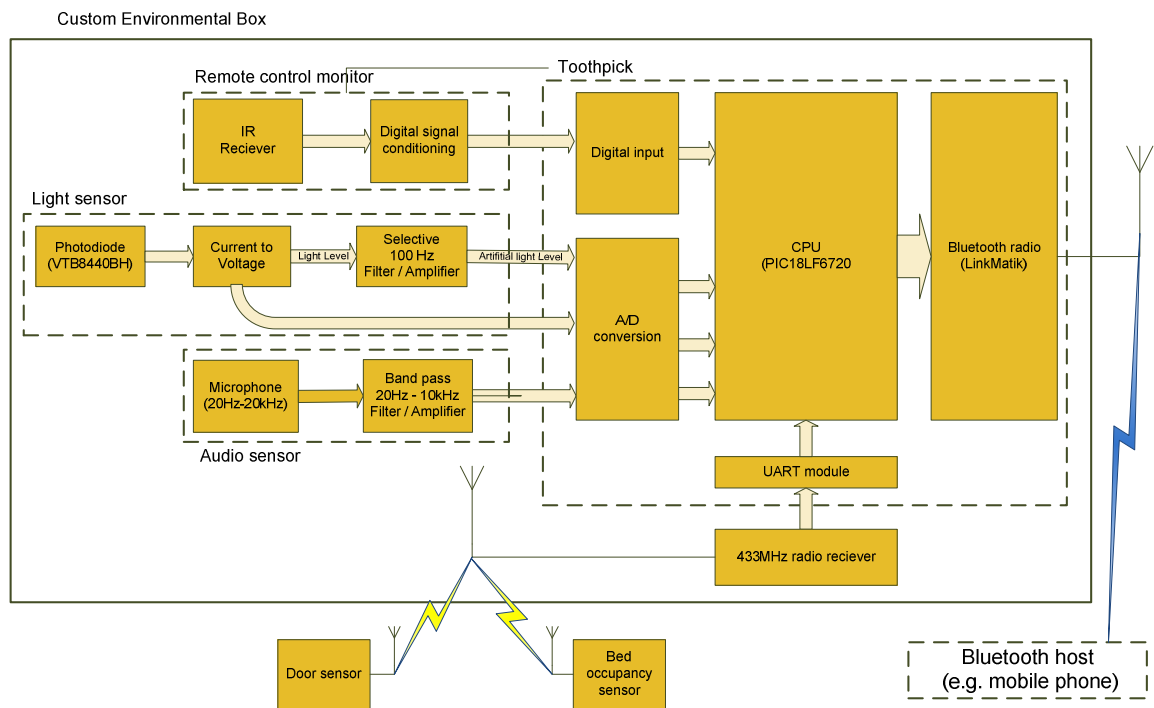 Custom Environmental Box
Remote control monitor
Toothpick
IR
Reciever
Digital signal
conditioning
Digital input
CPU
(PIC18LF6720
Bluetooth radio
(LinkMatik)
Light sensor
Photodiode
(VTB8440BH)
Current to
Voltage
Light Level
Selective
100 Hz
Filter / Amplifier
Artifitial light Level
A/D
conversion
Microphone
(20Hz-20kHz)
Band pass
20Hz - 10kHz
Filter / Amplifier
Audio sensor
UART module
433MHz radio reciever
Door sensor
Bed
occupancy
sensor
Bluetooth host
(e.g. mobile phone)